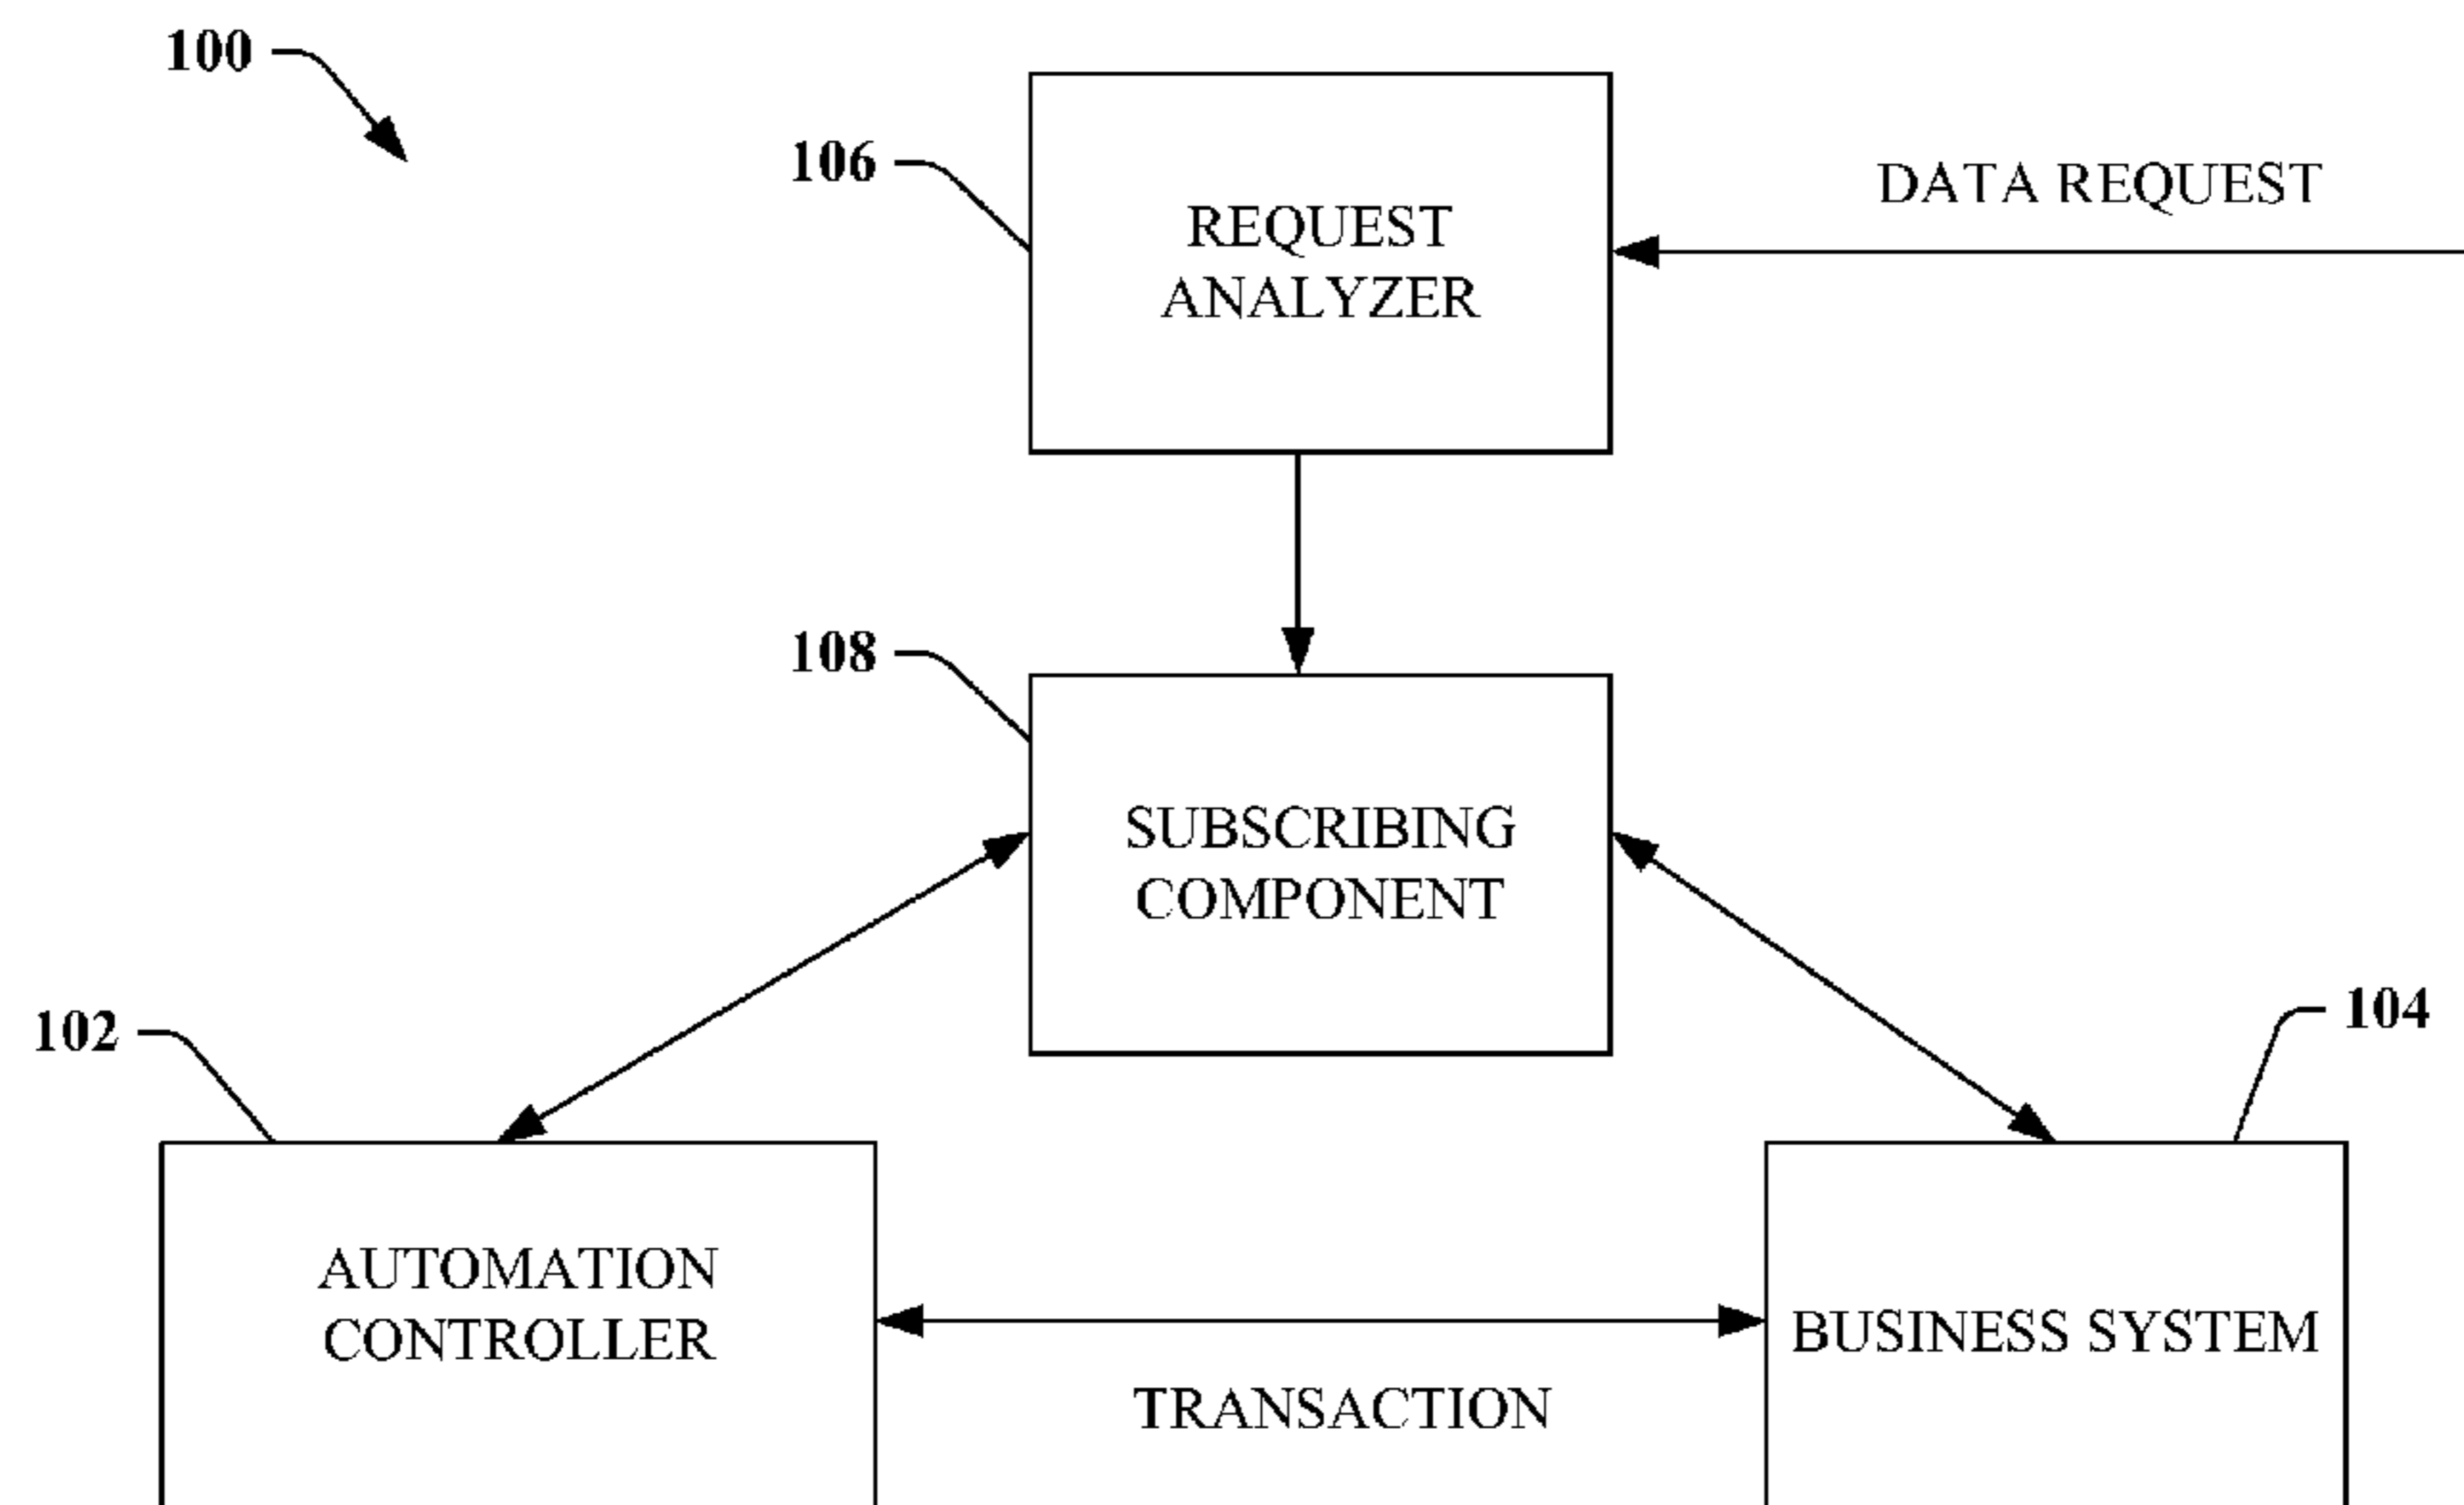 100
106
REQUEST
ANALYZER
DATA REQUEST
108
SUBSCRIBING
COMPONENT
102
104
AUTOMATION
CONTROLLER
TRANSACTION
BUSINESS SYSTEM